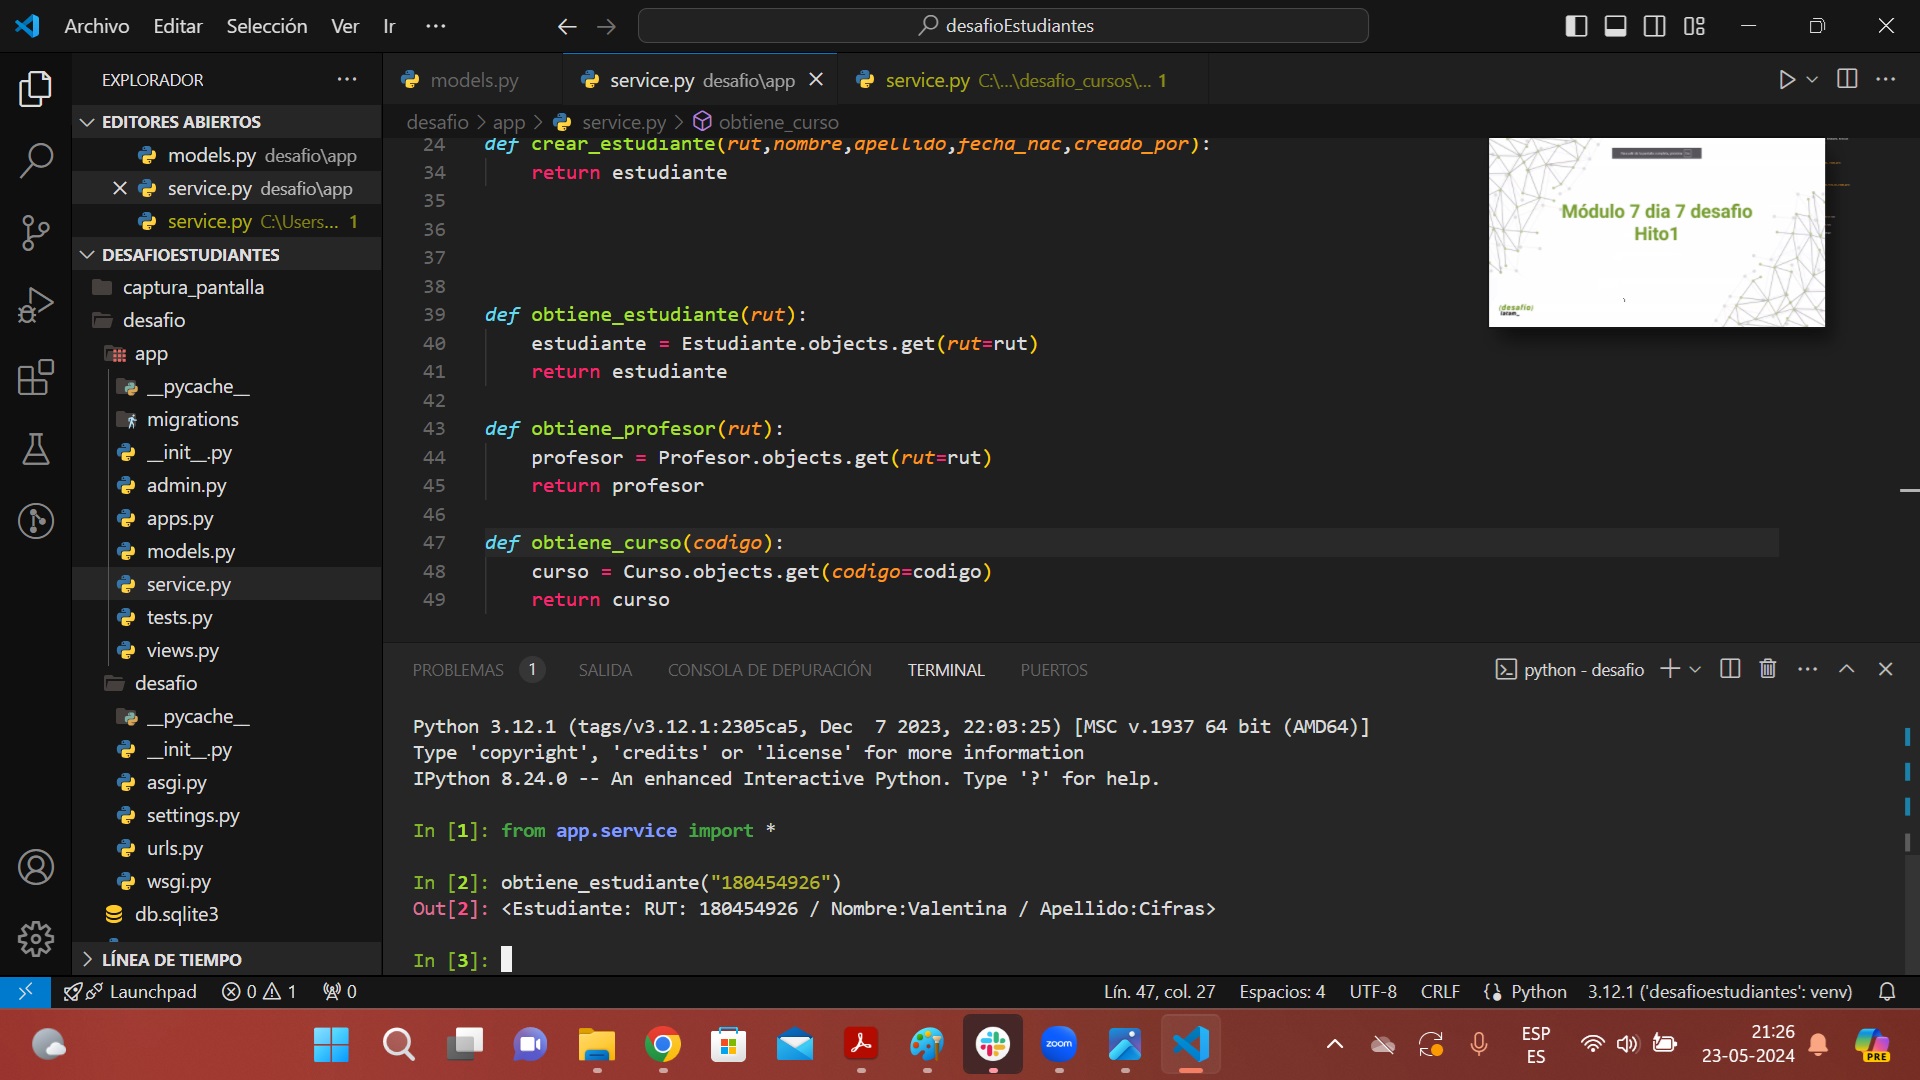 Archivo Editar Selección Ver Ir ···
desafioEstudiantes
EXPLORADOR
EDITORES ABIERTOS
models.py desafio\app
service.py desafio\app
service.py C:\Users... 1
DESAFIOESTUDIANTES
captura_pantalla
desafio
app
__pycache__
migrations
__init__.py
admin.py
apps.py
models.py
service.py
tests.py
views.py
desafio
__pycache__
__init__.py
asgi.py
settings.py
urls.py
wsgi.py
db.sqlite3
LÍNEA DE TIEMPO
models.py service.py desafio\app service.py C:\...\desafio_cursos\... 1
desafio > app > service.py > obtiene_curso
24 def crear_estudiante(rut,nombre,apellido,fecha_nac,creado_por):
34 return estudiante
35
36
37
38
39 def obtiene_estudiante(rut):
40 estudiante = Estudiante.objects.get(rut=rut)
41 return estudiante
42
43 def obtiene_profesor(rut):
44 profesor = Profesor.objects.get(rut=rut)
45 return profesor
46
47 def obtiene_curso(codigo):
48 curso = Curso.objects.get(codigo=codigo)
49 return curso
Módulo 7 dia 7 desafio
Hito1
{desafio}
latam_
PROBLEMAS 1 SALIDA CONSOLA DE DEPURACIÓN TERMINAL PUERTOS
python - desafio
Python 3.12.1 (tags/v3.12.1:2305ca5, Dec  7 2023, 22:03:25) [MSC v.1937 64 bit (AMD64)]
Type 'copyright', 'credits' or 'license' for more information
IPython 8.24.0 -- An enhanced Interactive Python. Type '?' for help.
In [1]: from app.service import *
In [2]: obtiene_estudiante("180454926")
Out[2]: <Estudiante: RUT: 180454926 / Nombre:Valentina / Apellido:Cifras>
In [3]:
Launchpad 0 1 0
Lín. 47, col. 27 Espacios: 4 UTF-8 CRLF Python 3.12.1 ('desafioestudiantes': venv)
zoom
ESP
ES
21:26
23-05-2024
PRE